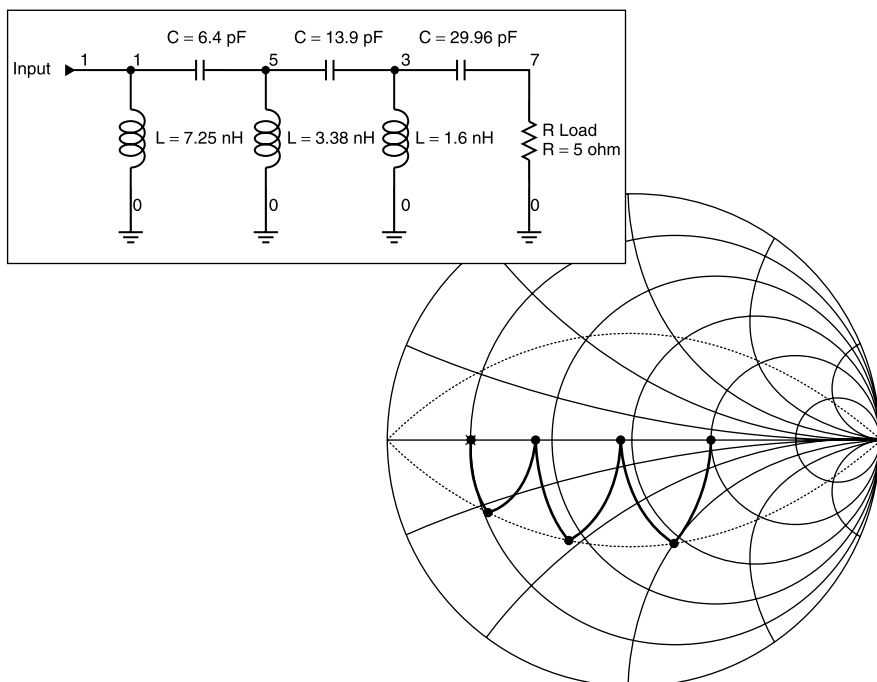 C = 6.4 pF C = 13.9 pF C = 29.96 pF
Input 1 1 5 3 7
L = 7.25 nH L = 3.38 nH L = 1.6 nH R Load
R = 5 ohm
0 0 0 0